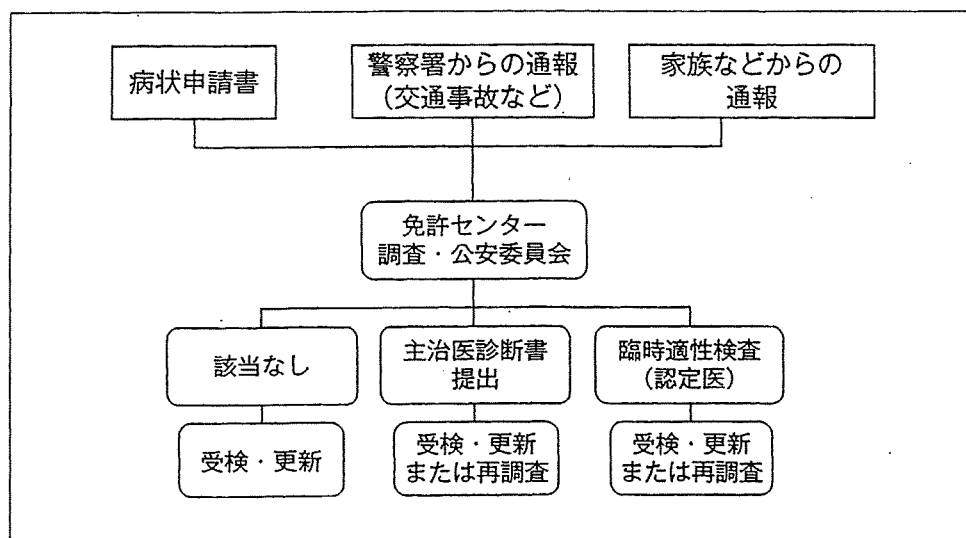 病状申請書
警察署からの通報
(交通事故など)
家族などからの
通報
免許センター
調査・公安委員会
該当なし
主治医診断書
提出
臨時適性検査
(認定医)
受検・更新
受検・更新
または再調査
受検・更新
または再調査